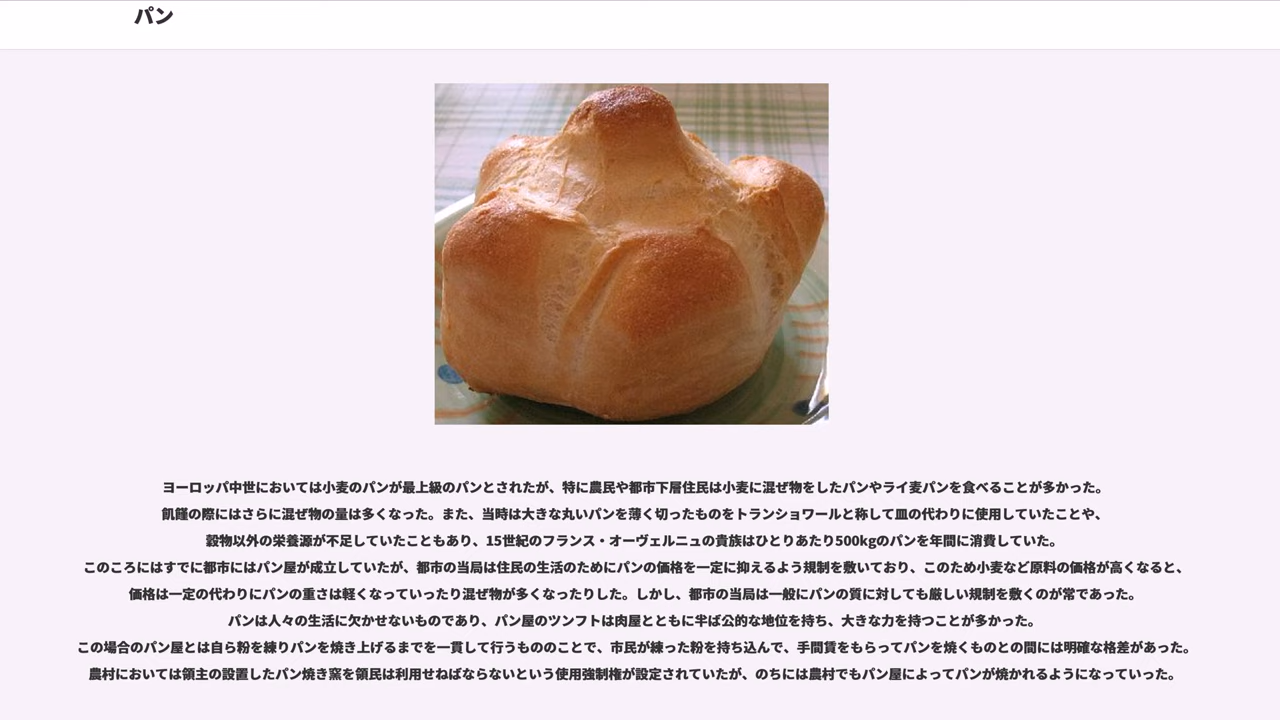 パン
ヨーロッパ中世においては小麦のパンが最上級のパンとされたが、特に農民や都市下層住民は小麦に混ぜ物をしたパンやライ麦パンを食べることが多かった。
飢饉の際にはさらに混ぜ物の量は多くなった。また、当時は大きな丸いパンを薄く切ったものをトランショワールと称して皿の代わりに使用していたことや、
穀物以外の栄養源が不足していたこともあり、15世紀のフランス・オーヴェルニュの貴族はひとりあたり500kgのパンを年間に消費していた。
このころにはすでに都市にはパン屋が成立していたが、都市の当局は住民の生活のためにパンの価格を一定に抑えるよう規制を敷いており、このため小麦など原料の価格が高くなると、
価格は一定の代わりにパンの重さは軽くなっていったり混ぜ物が多くなったりした。しかし、都市の当局は一般にパンの質に対しても厳しい規制を敷くのが常であった。
パンは人々の生活に欠かせないものであり、パン屋のツンフトは肉屋とともに半ば公的な地位を持ち、大きな力を持つことが多かった。
この場合のパン屋とは自ら粉を練りパンを焼き上げるまでを一貫して行うもののことで、市民が練った粉を持ち込んで、手間賃をもらってパンを焼くものとの間には明確な格差があった。
農村においては領主の設置したパン焼き窯を領民は利用せねばならないという使用強制権が設定されていたが、のちには農村でもパン屋によってパンが焼かれるようになっていった。